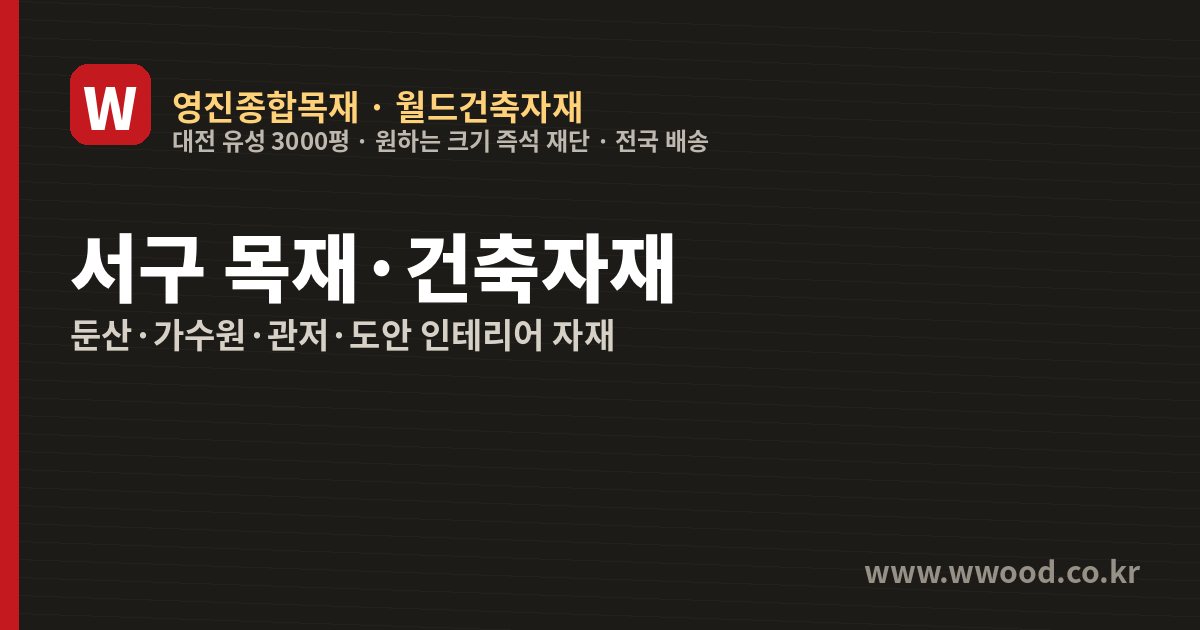 W
영진종합목재 · 월드건축자재
대전 유성 3000평 · 원하는 크기 즉석 재단 · 전국 배송
서구 목재·건축자재
둔산·가수원·관저·도안 인테리어 자재
www.wwood.co.kr